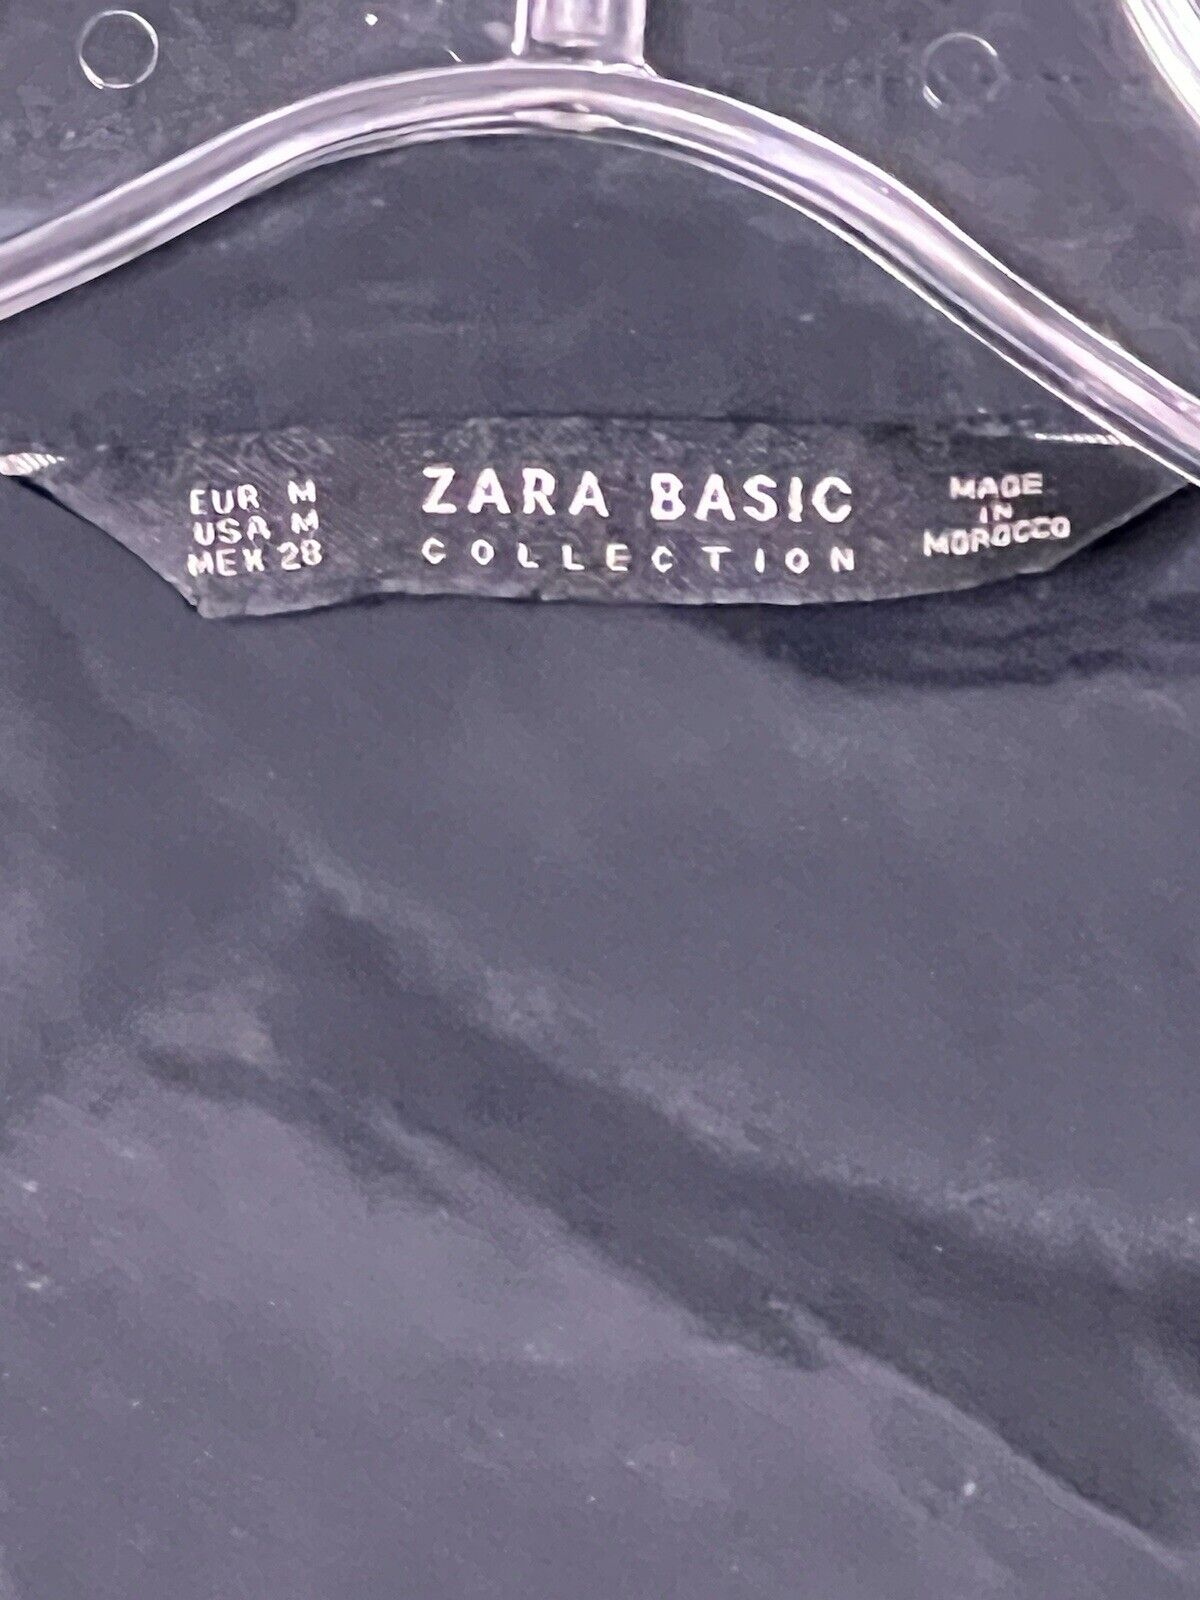 EUR M
USA M
MEX 28
ZARA BASIC
COLLECTION
MADE
IN
MOROCCO